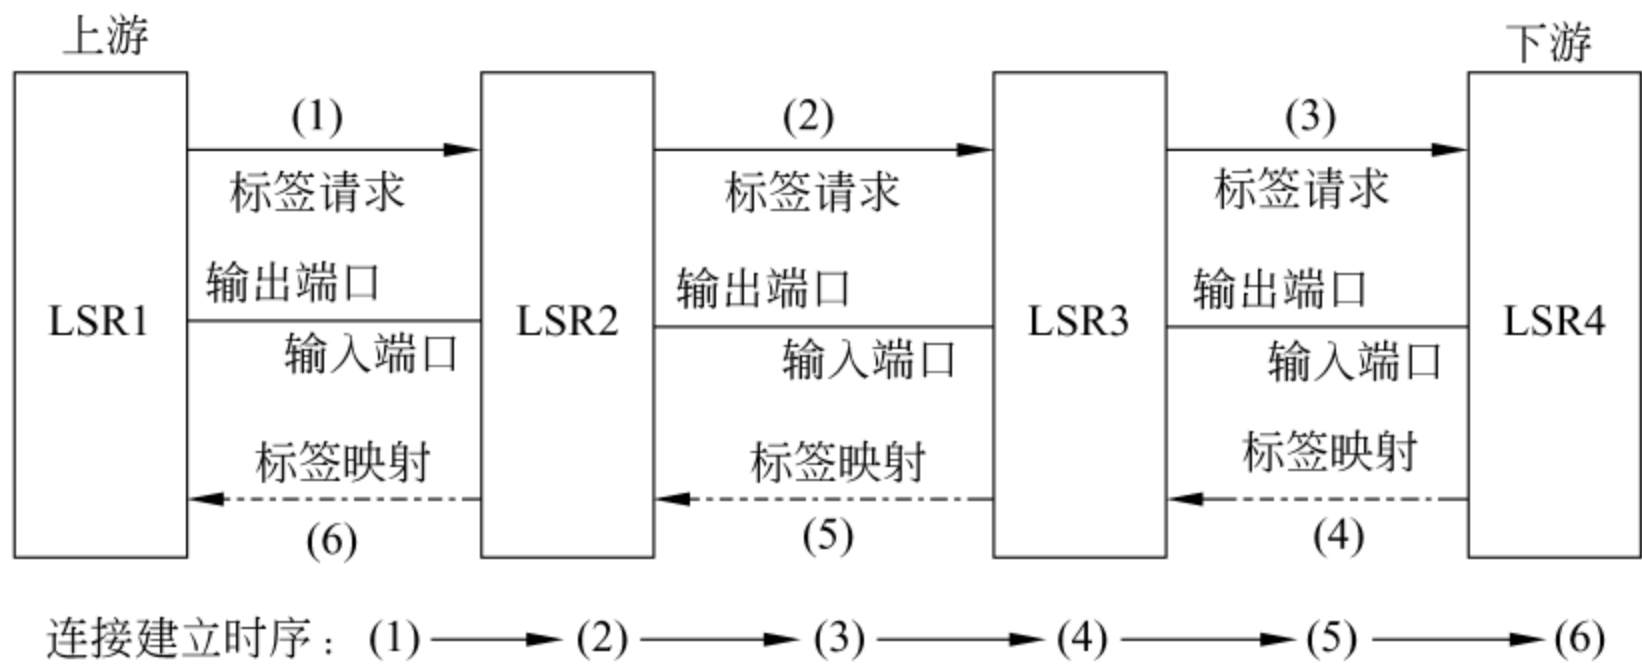 上游
下游
(1)
(2)
(3)
标签请求
标签请求
标签请求
输出端口
输出端口
输出端口
LSR1
LSR2
LSR3
LSR4
输入端口
输入端口
输入端口
标签映射
标签映射
标签映射
(6)
(5)
(4)
连接建立时序: (1) (2) (3) (4) (5) (6)